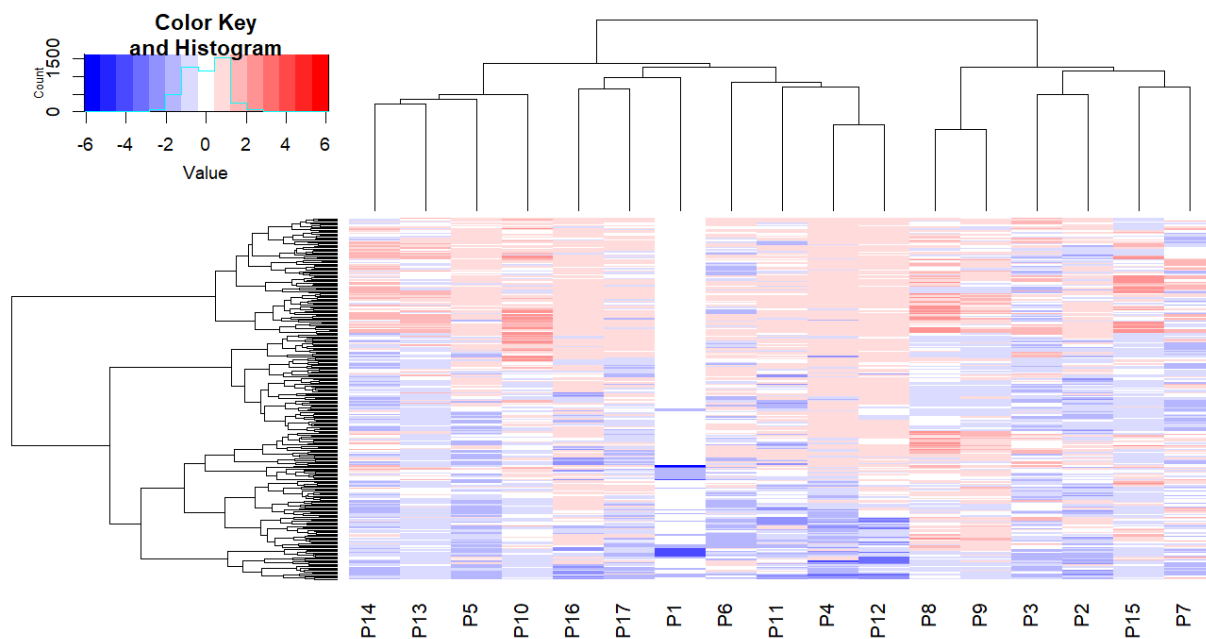 Color Key
and Histogram
Count
0 1500
-6 -4 -2 0 2 4 6
Value
P14 P13 P5 P10 P16 P17 P1 P6 P11 P4 P12 P8 P9 P3 P2 P15 P7